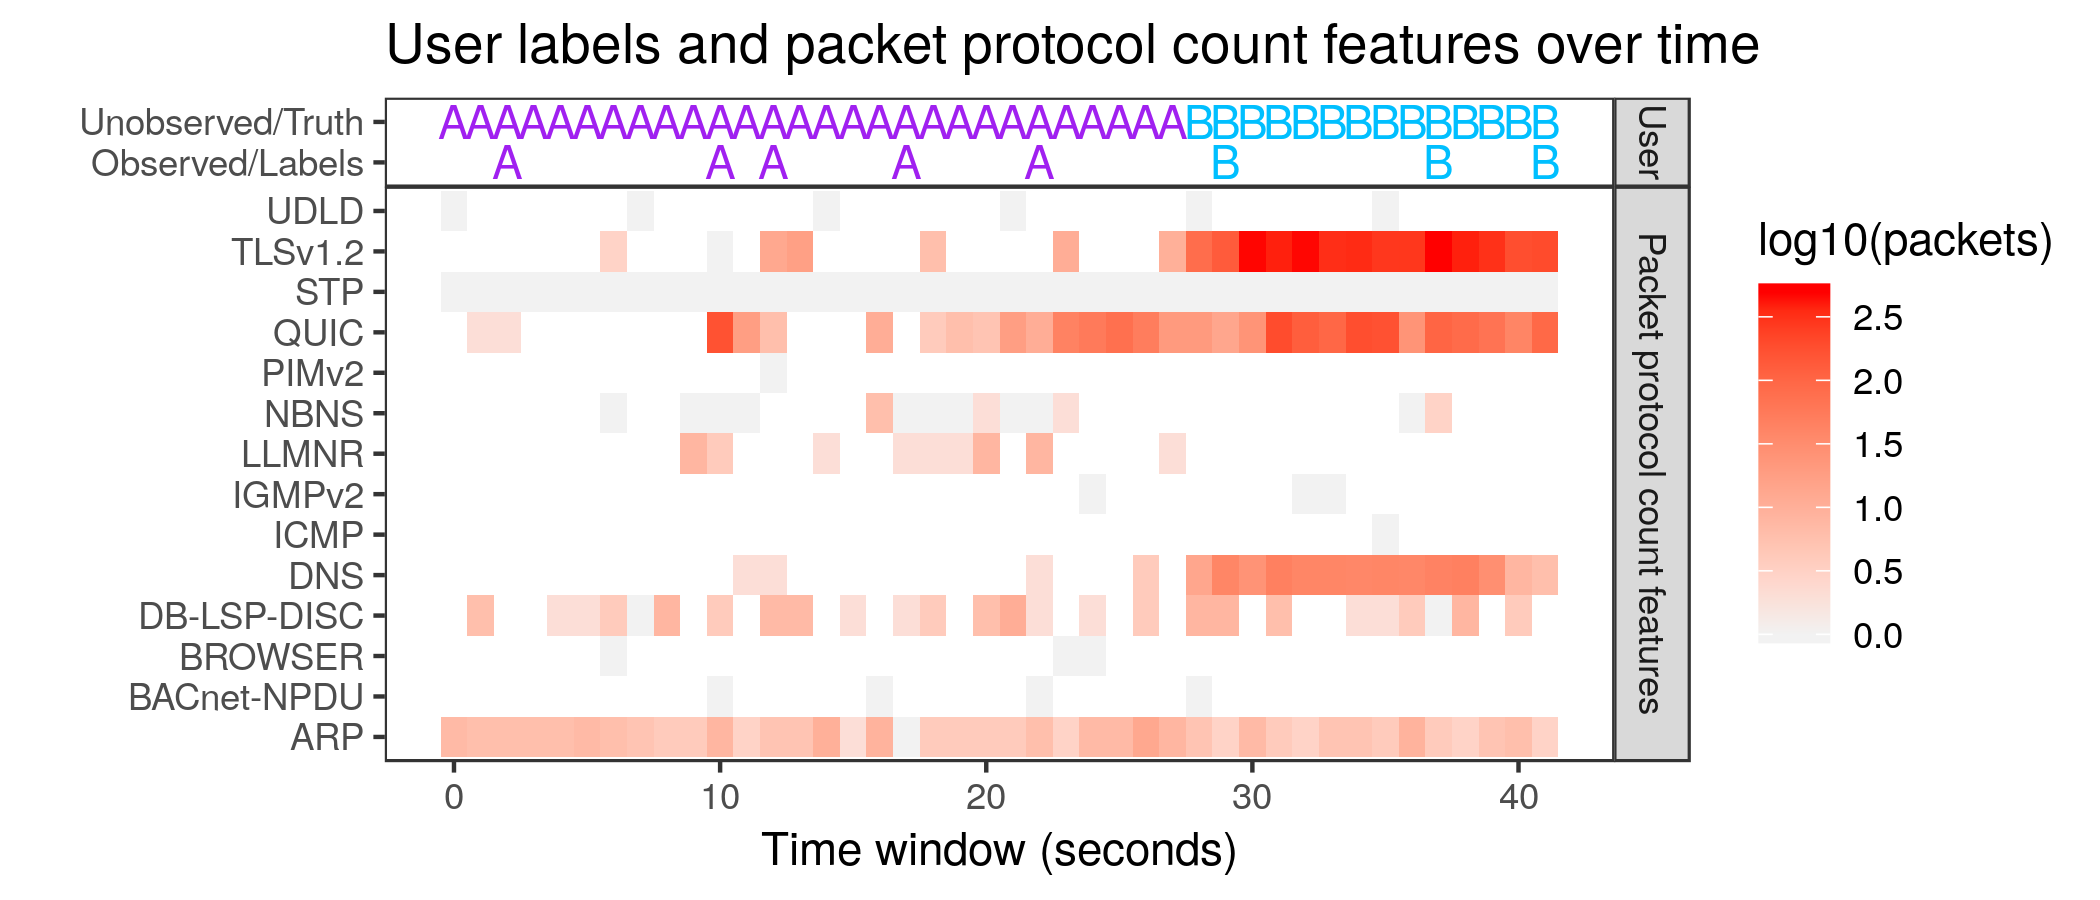 User labels and packet protocol count features over time
Unobserved/Truth
AAAAAAAAAAAAAAAAAAAAAAAAAAAABBBBBBBBBBBBBB
User
Observed/Labels
A A A A A B B B
UDLD
TLSv1.2
STP
QUIC
PIMv2
NBNS
LLMNR
IGMPv2
ICMP
DNS
DB-LSP-DISC
BROWSER
BACnet-NPDU
ARP
Packet protocol count features
log10(packets)
2.5
2.0
1.5
1.0
0.5
0.0
0 10 20 30 40
Time window (seconds)